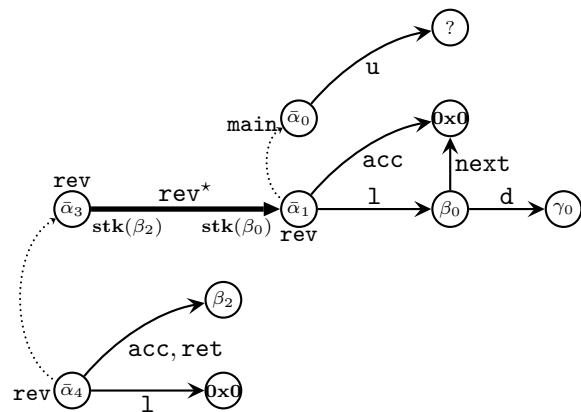 ?
u
main
ᾱ₀
0x0
acc
next
rev
rev⋆
ᾱ₃
ᾱ₁
l
β₀
d
γ₀
stk(β₂)
stk(β₀)
rev
β₂
acc, ret
rev
ᾱ₄
l
0x0